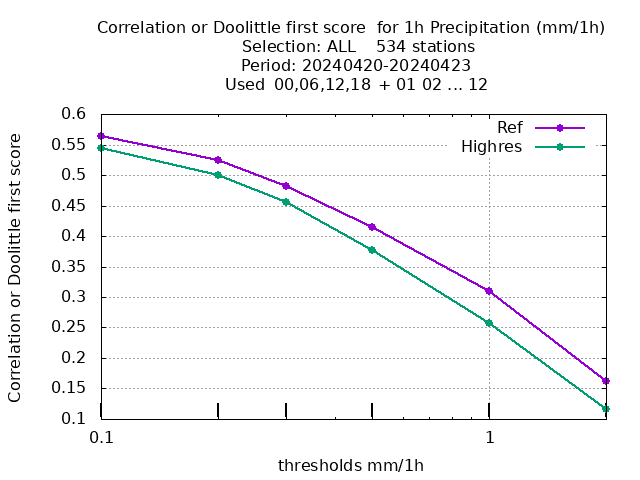 Correlation or Doolittle first score  for 1h Precipitation (mm/1h)
Selection: ALL    534 stations
Period: 20240420-20240423
Used  00,06,12,18  + 01 02 ... 12
Ref
Highres
0.6
0.55
0.5
0.45
0.4
0.35
0.3
0.25
0.2
0.15
0.1
Correlation or Doolittle first score
0.1
1
thresholds mm/1h